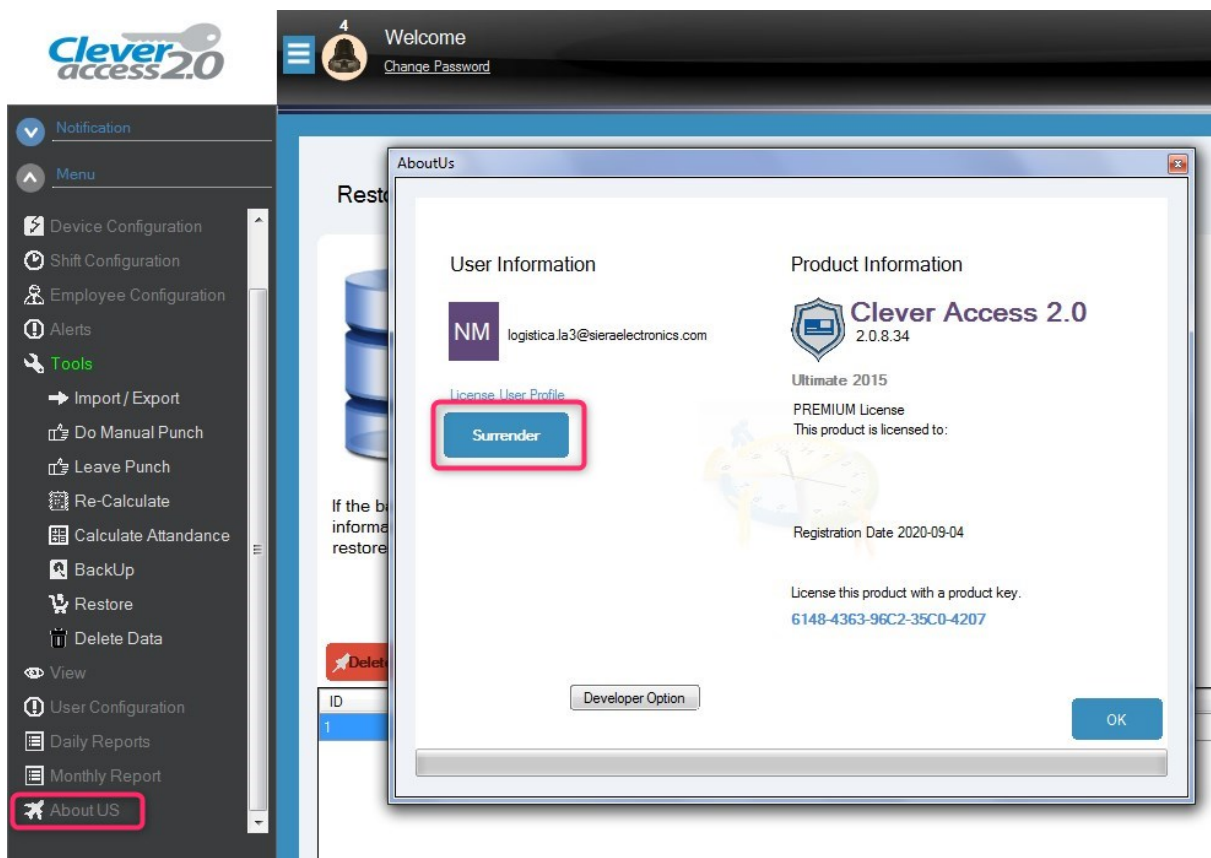 Clever
access2.0
4
Welcome
Change Password
Notification
Menu
Device Configuration
Shift Configuration
Employee Configuration
Alerts
Tools
Import / Export
Do Manual Punch
Leave Punch
Re-Calculate
Calculate Attandance
BackUp
Restore
Delete Data
View
User Configuration
Daily Reports
Monthly Report
About US
If the
restore
ID
1
AboutUs
User Information
NM
logistica.la3@sieraelectronics.com
License User Profile
Surrender
Developer Option
Product Information
Clever Access 2.0
2.0.8.34
Ultimate 2015
PREMIUM License
This product is licensed to:
Registration Date 2020-09-04
License this product with a product key.
6148-4363-96C2-35C0-4207
OK